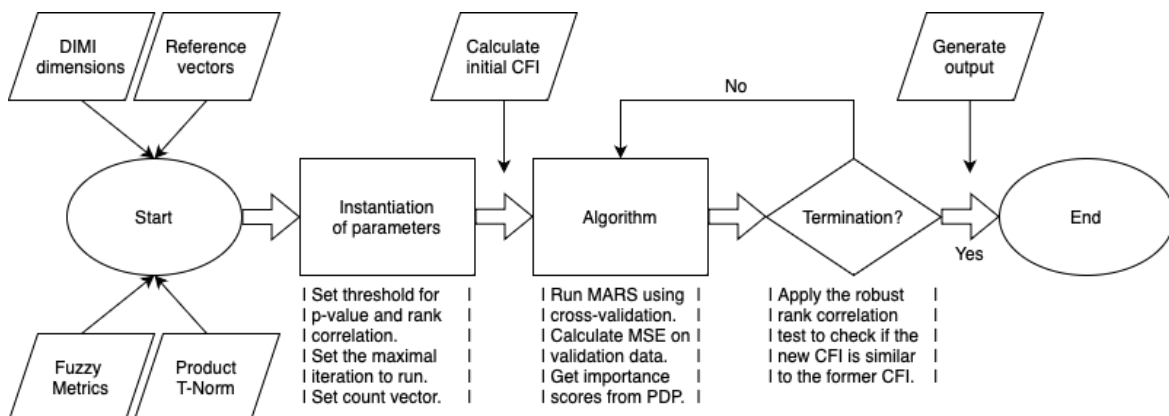 DIMI
dimensions
Reference
vectors
Calculate
initial CFI
Generate
output
No
Start
Instantiation
of parameters
Algorithm
Termination?
Yes
End
Fuzzy
Metrics
Product
T-Norm
| Set threshold for |
| p-value and rank |
| correlation. |
| Set the maximal |
| iteration to run. |
| Set count vector. |
| Run MARS using |
| cross-validation. |
| Calculate MSE on |
| validation data. |
| Get importance |
| scores from PDP. |
| Apply the robust |
| rank correlation |
| test to check if the |
| new CFI is similar |
| to the former CFI. |